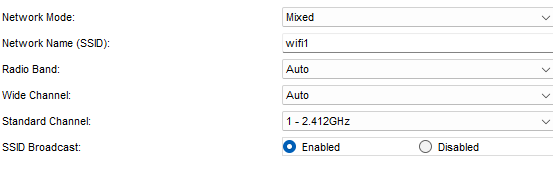 Network Mode: Mixed
Network Name (SSID): wifi1
Radio Band: Auto
Wide Channel: Auto
Standard Channel: 1 - 2.412GHz
SSID Broadcast: Enabled Disabled